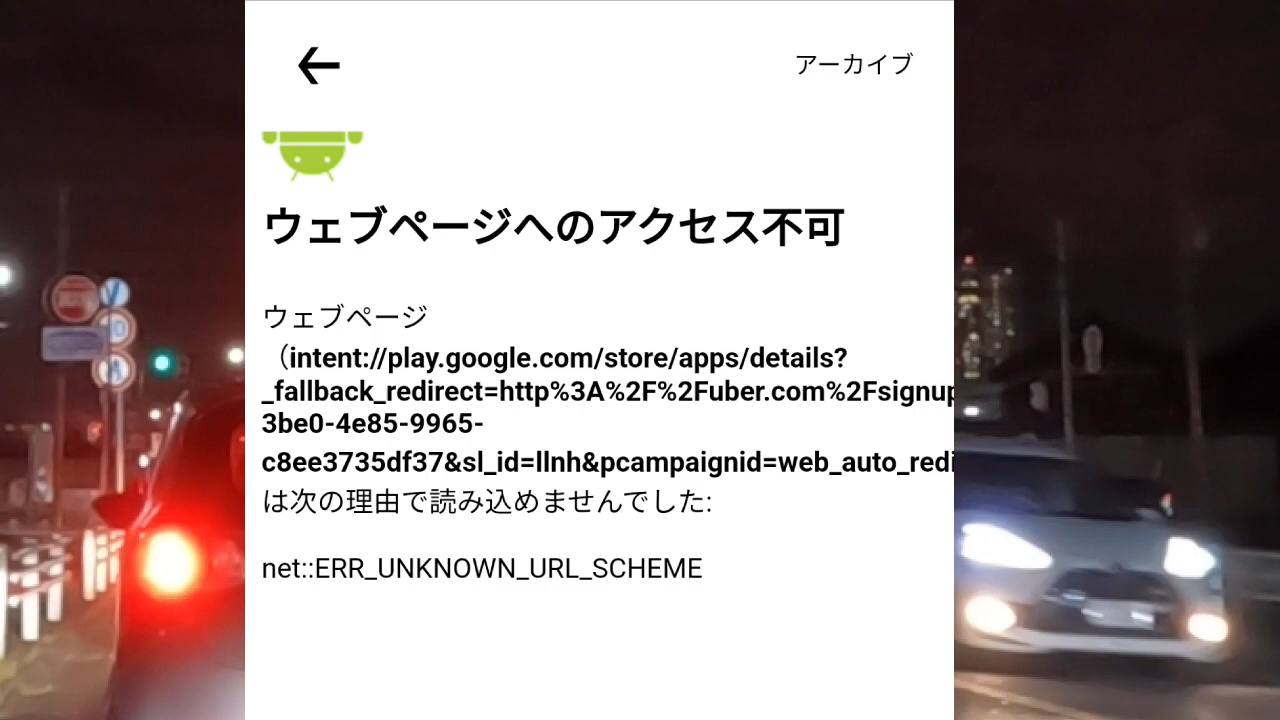 アーカイブ
ウェブページへのアクセス不可
ウェブページ
（intent://play.google.com/store/apps/details?
_fallback_redirect=http%3A%2F%2Fuber.com%2Fsignup
3be0-4e85-9965-
c8ee3735df37&sl_id=llnh&pcampaignid=web_auto_redi
は次の理由で読み込めませんでした:
net::ERR_UNKNOWN_URL_SCHEME